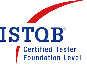 ISTQB®
Certified Tester
Foundation Level